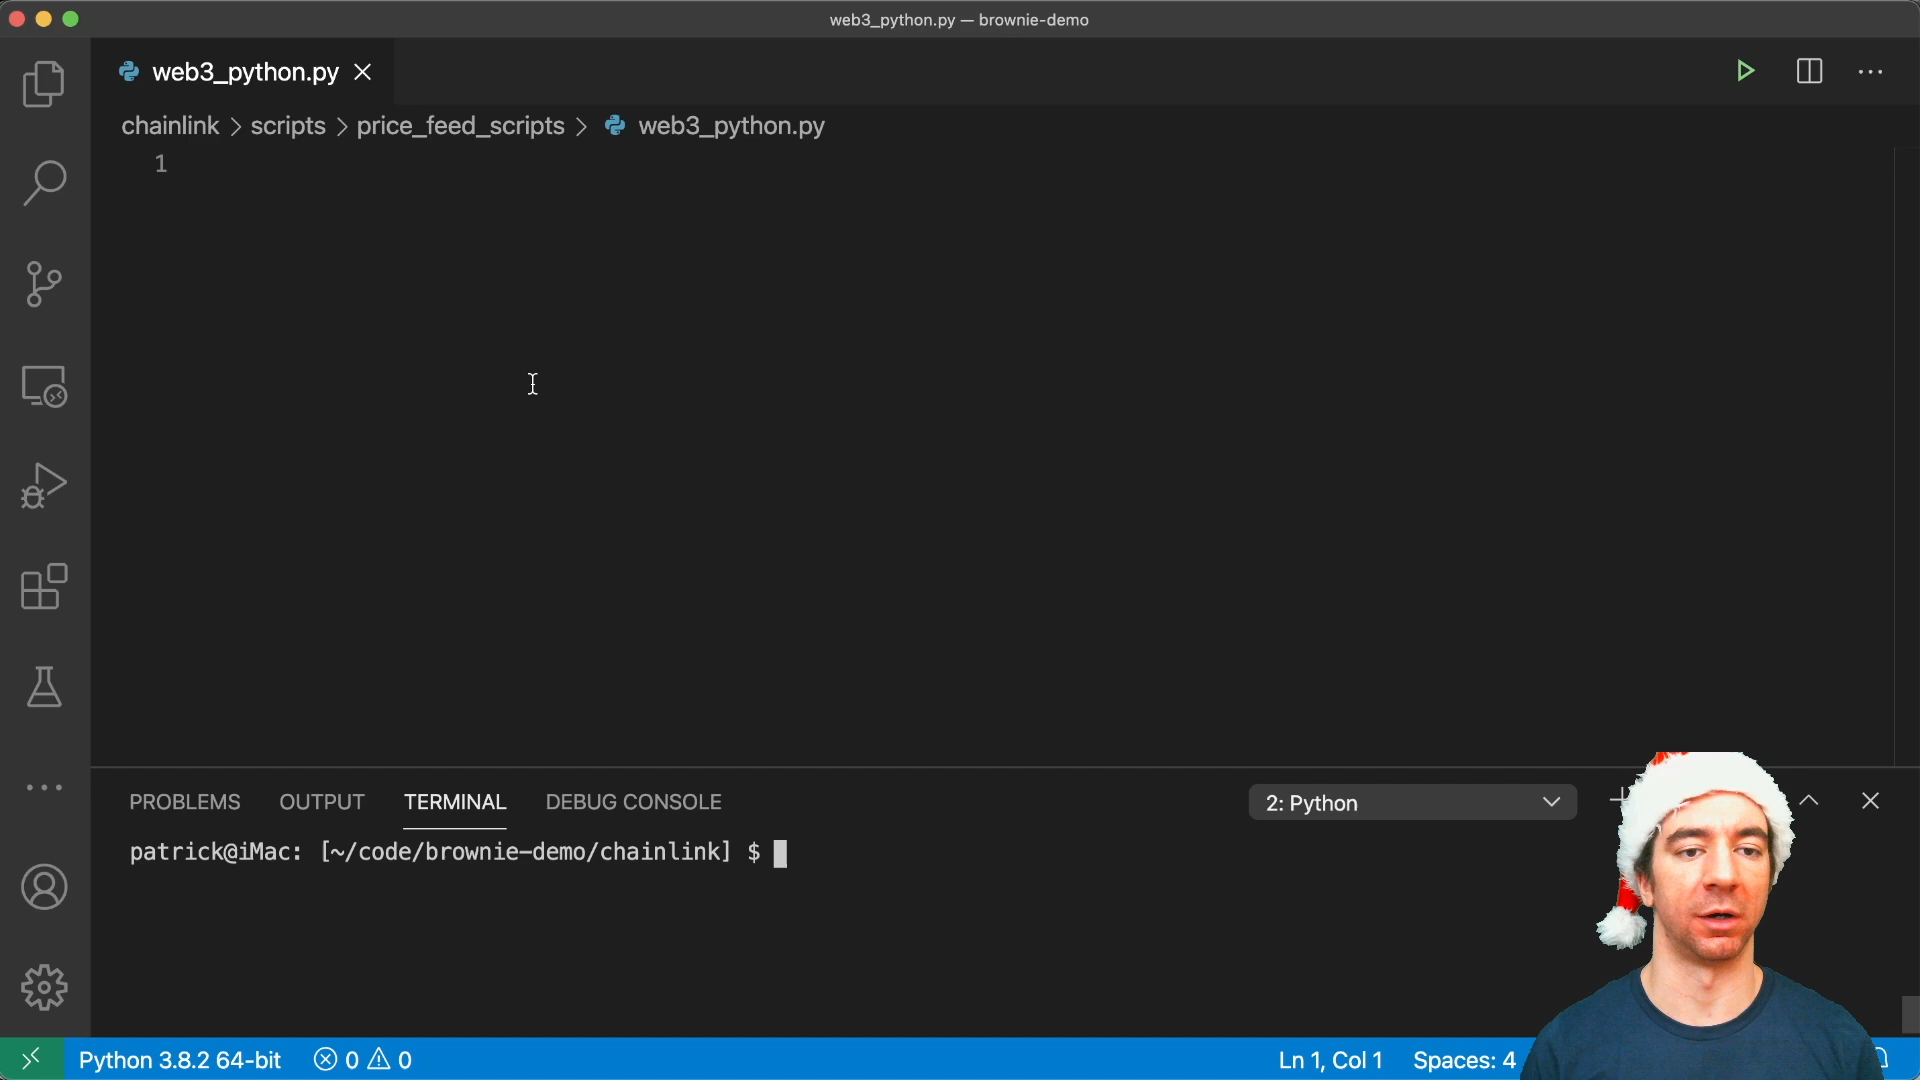 web3_python.py — brownie-demo
web3_python.py
chainlink > scripts > price_feed_scripts > web3_python.py
1
PROBLEMS OUTPUT TERMINAL DEBUG CONSOLE 2: Python
patrick@iMac: [~/code/brownie-demo/chainlink] $
Python 3.8.2 64-bit 0 0 Ln 1, Col 1 Spaces: 4